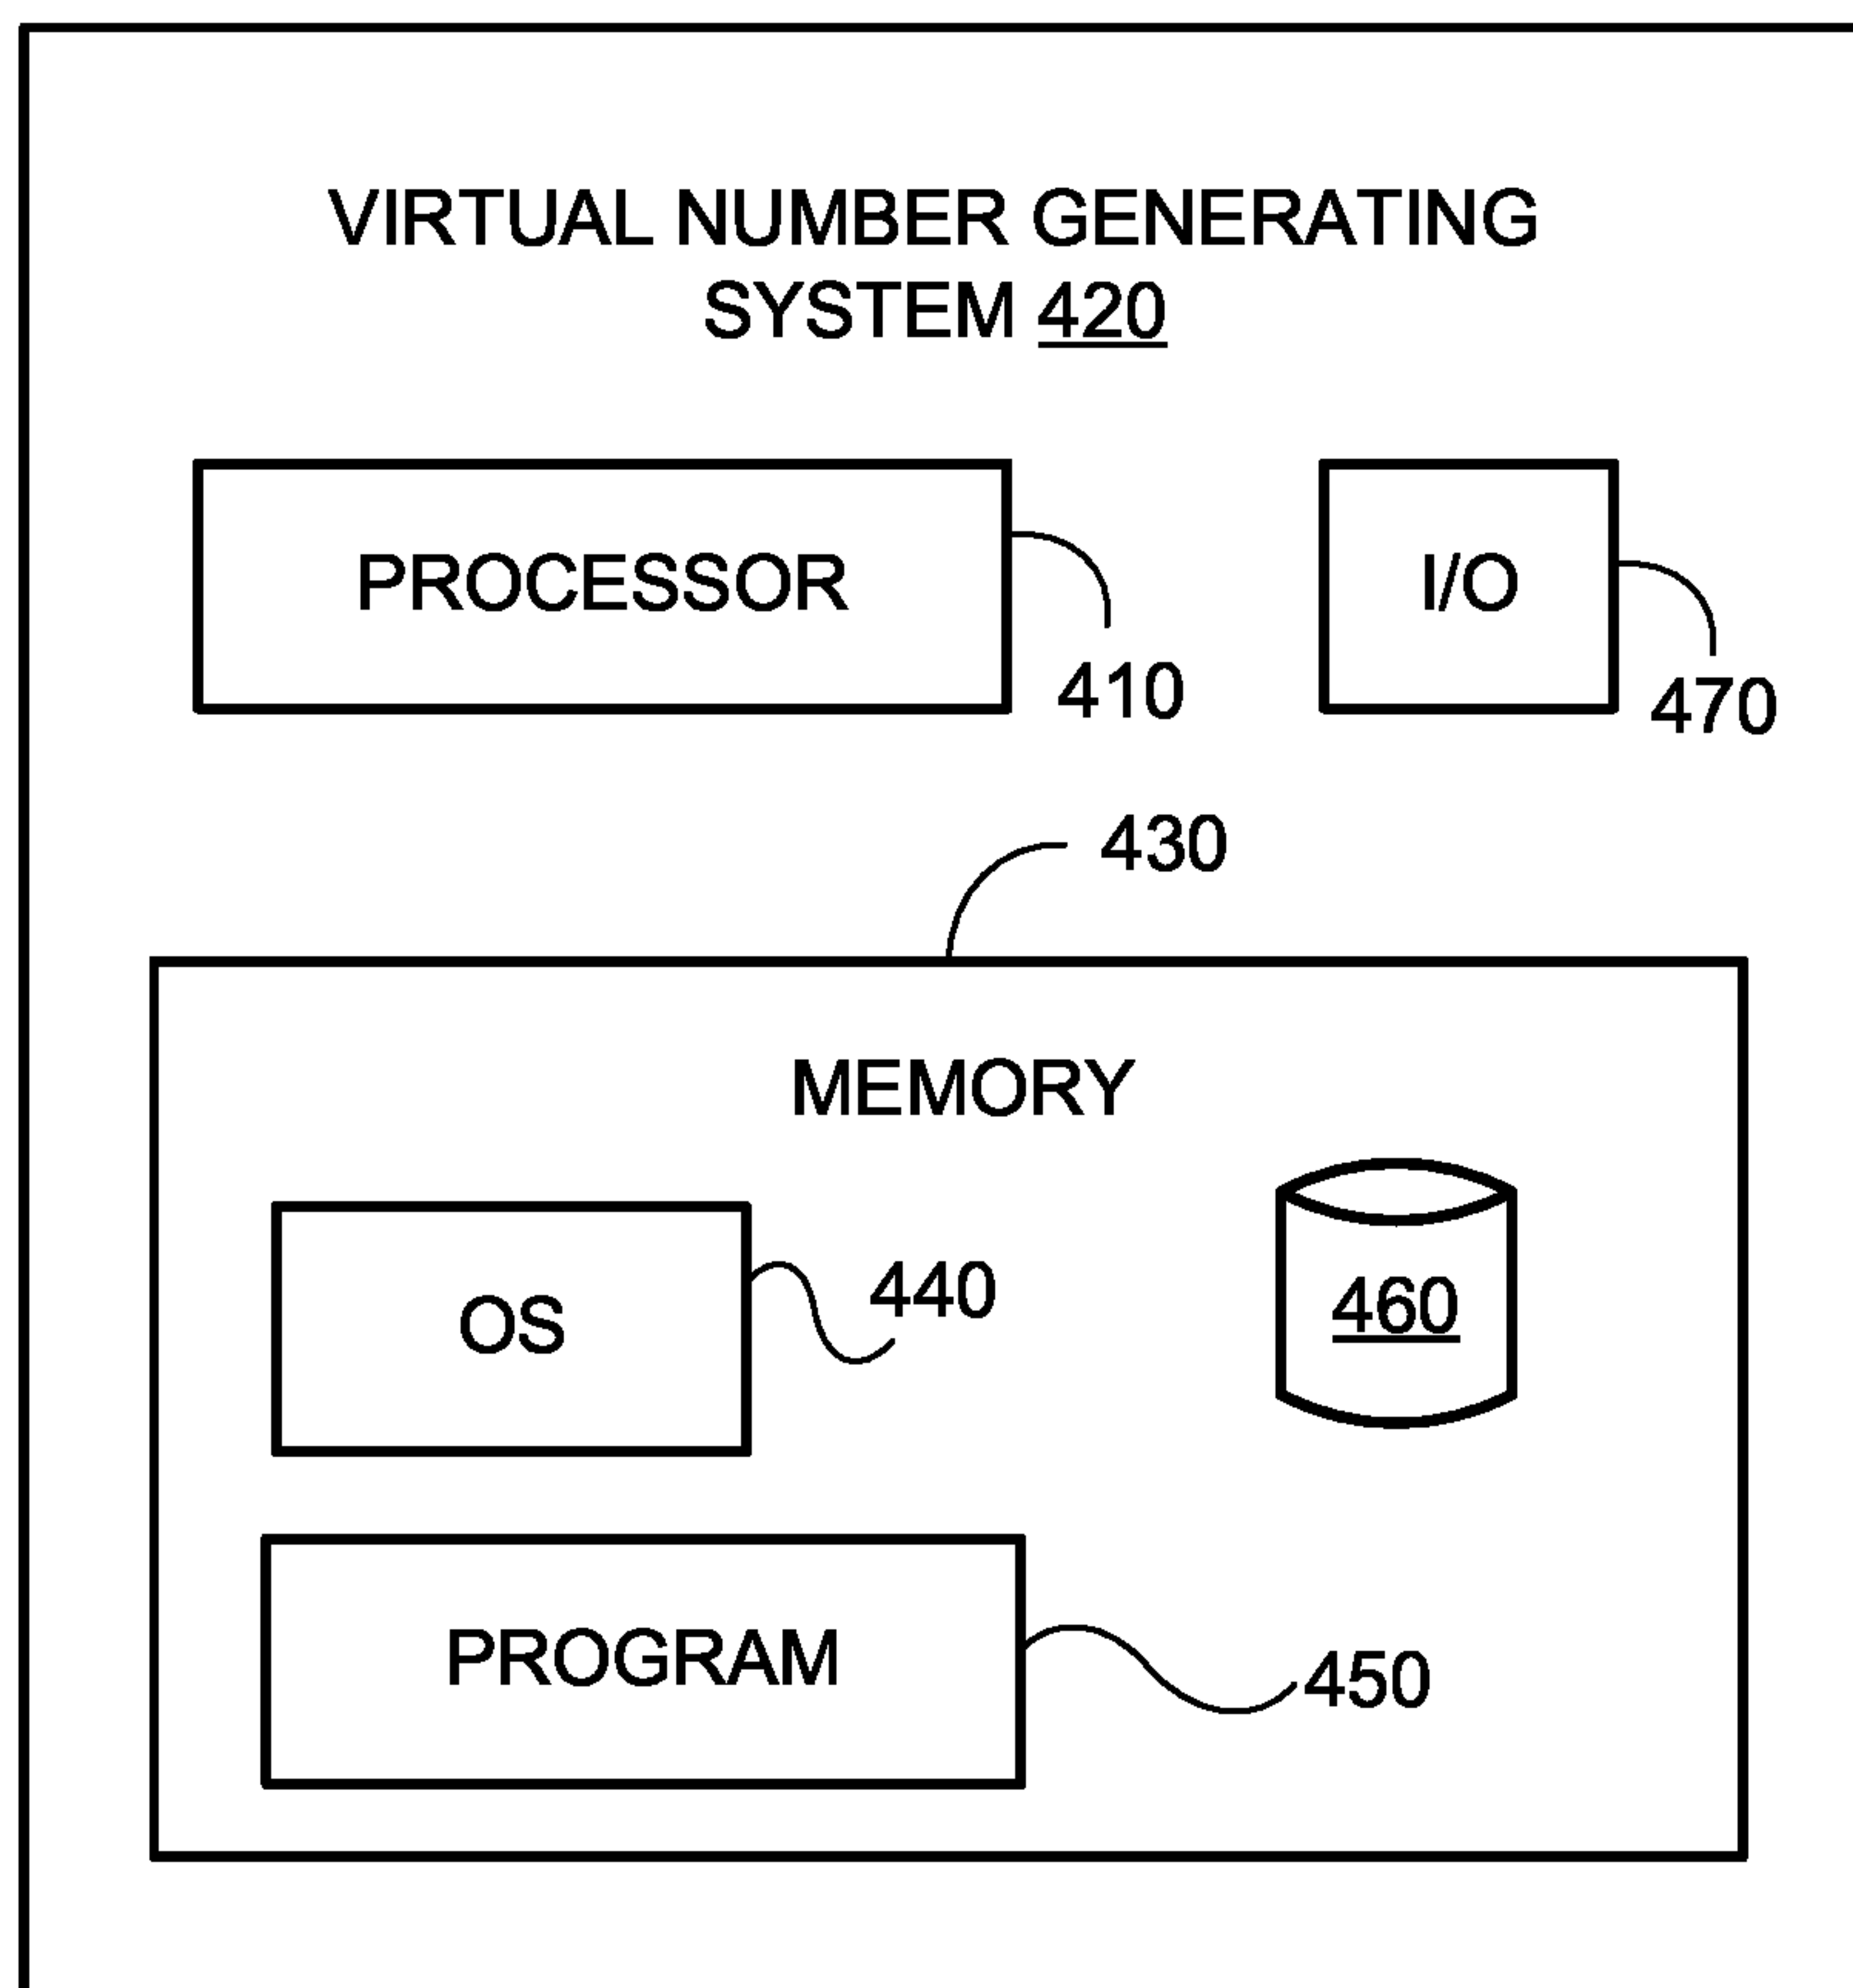 VIRTUAL NUMBER GENERATING
SYSTEM 420
PROCESSOR
410
I/O
470
430
MEMORY
OS
440
460
PROGRAM
450